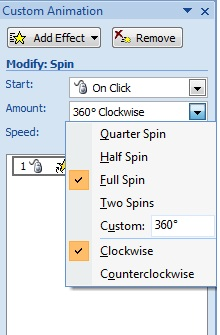 Custom Animation
Add Effect Remove
Modify: Spin
Start: On Click
Amount: 360° Clockwise
Speed:
Quarter Spin
1 Half Spin
Full Spin
Two Spins
Custom: 360°
Clockwise
Counterclockwise